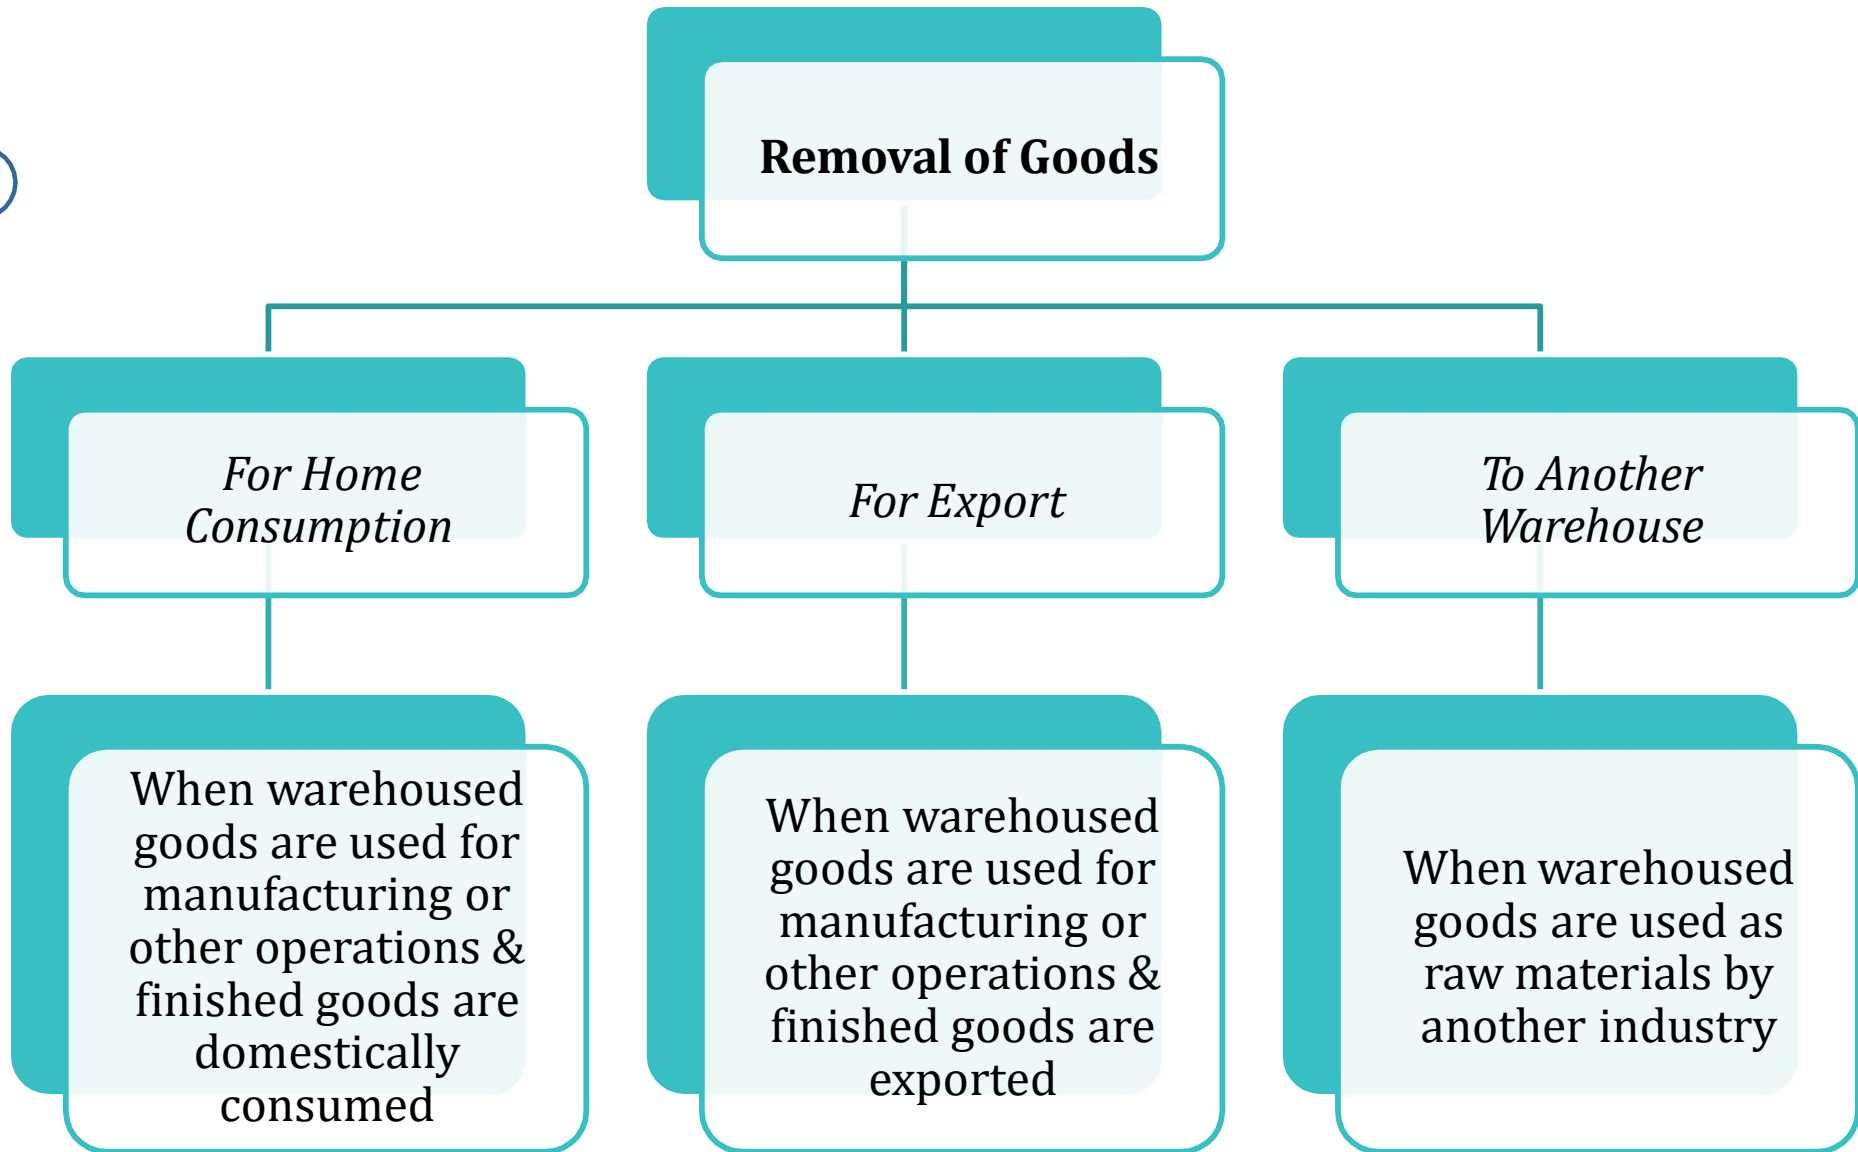 Removal of Goods
For Home
Consumption
For Export
To Another
Warehouse
When warehoused
goods are used for
manufacturing or
other operations &
finished goods are
domestically
consumed
When warehoused
goods are used for
manufacturing or
other operations &
finished goods are
exported
When warehoused
goods are used as
raw materials by
another industry